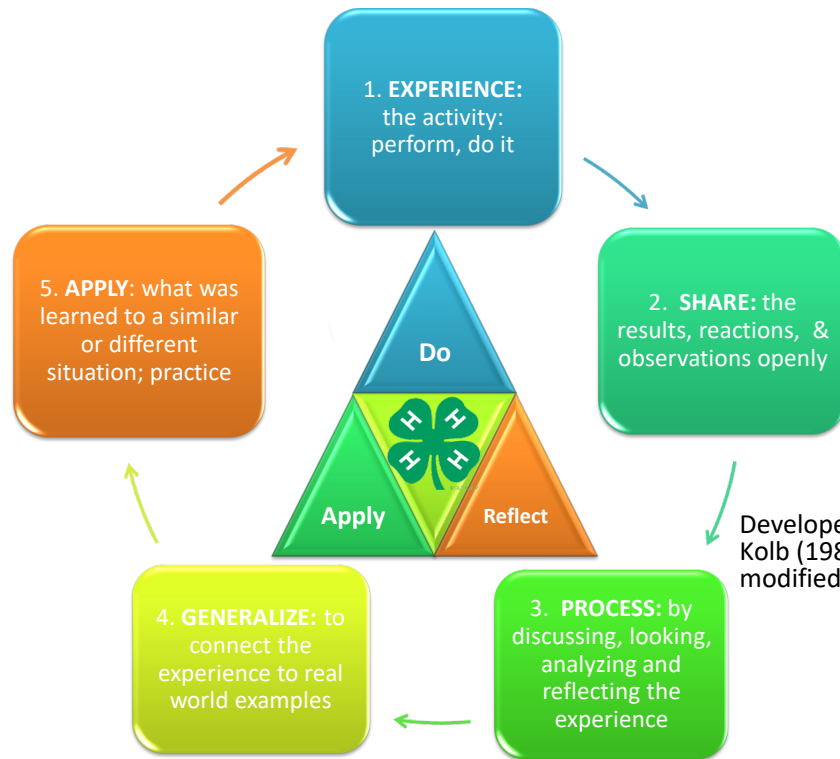 1. EXPERIENCE:
the activity:
perform, do it
2. SHARE: the
results, reactions, &
observations openly
3. PROCESS: by
discussing, looking,
analyzing and
reflecting the
experience
4. GENERALIZE: to
connect the
experience to real
world examples
5. APPLY: what was
learned to a similar
or different
situation; practice
Do
H H
H H
Apply
Reflect
Kolb
modified